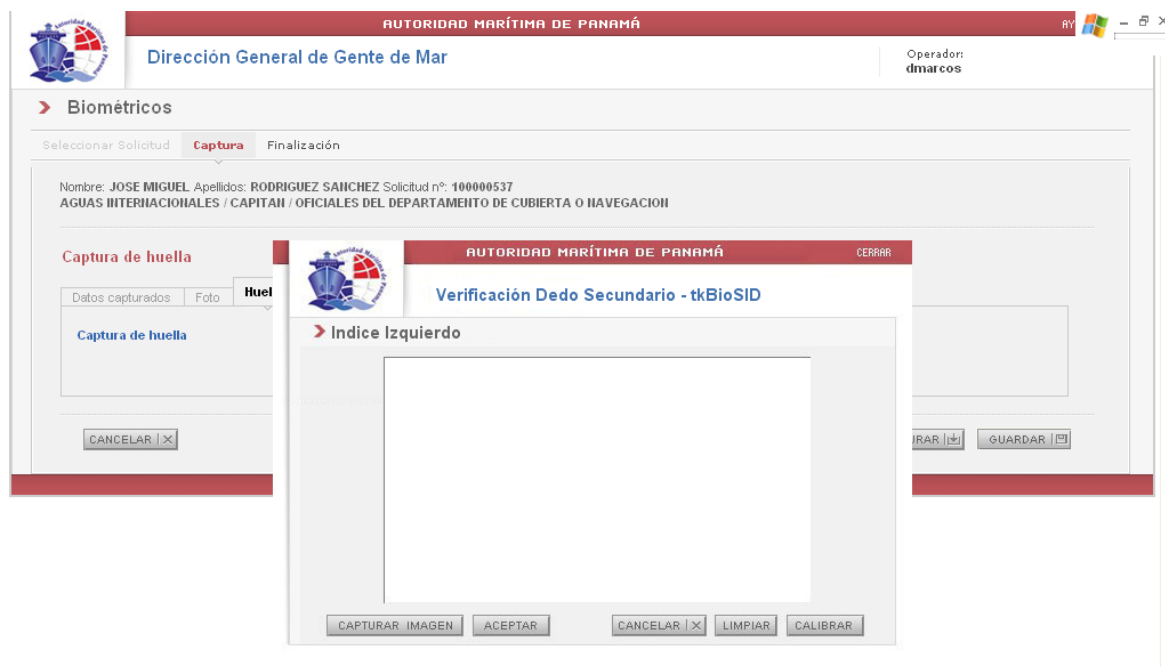 AUTORIDAD MARÍTIMA DE PANAMÁ
AY
Dirección General de Gente de Mar
Operador:
dmarcos
Biométricos
Seleccionar Solicitud Captura Finalización
Nombre: JOSE MIGUEL Apellidos: RODRIGUEZ SANCHEZ Solicitud nº: 100000537
AGUAS INTERNACIONALES / CAPITAN / OFICIALES DEL DEPARTAMENTO DE CUBIERTA O NAVEGACION
Captura de huella
Datos capturados Foto Huel
Captura de huella
CANCELAR
URAR GUARDAR
AUTORIDAD MARÍTIMA DE PANAMÁ CERRAR
Verificación Dedo Secundario - tkBioSID
Indice Izquierdo
CAPTURAR IMAGEN ACEPTAR CANCELAR LIMPIAR CALIBRAR